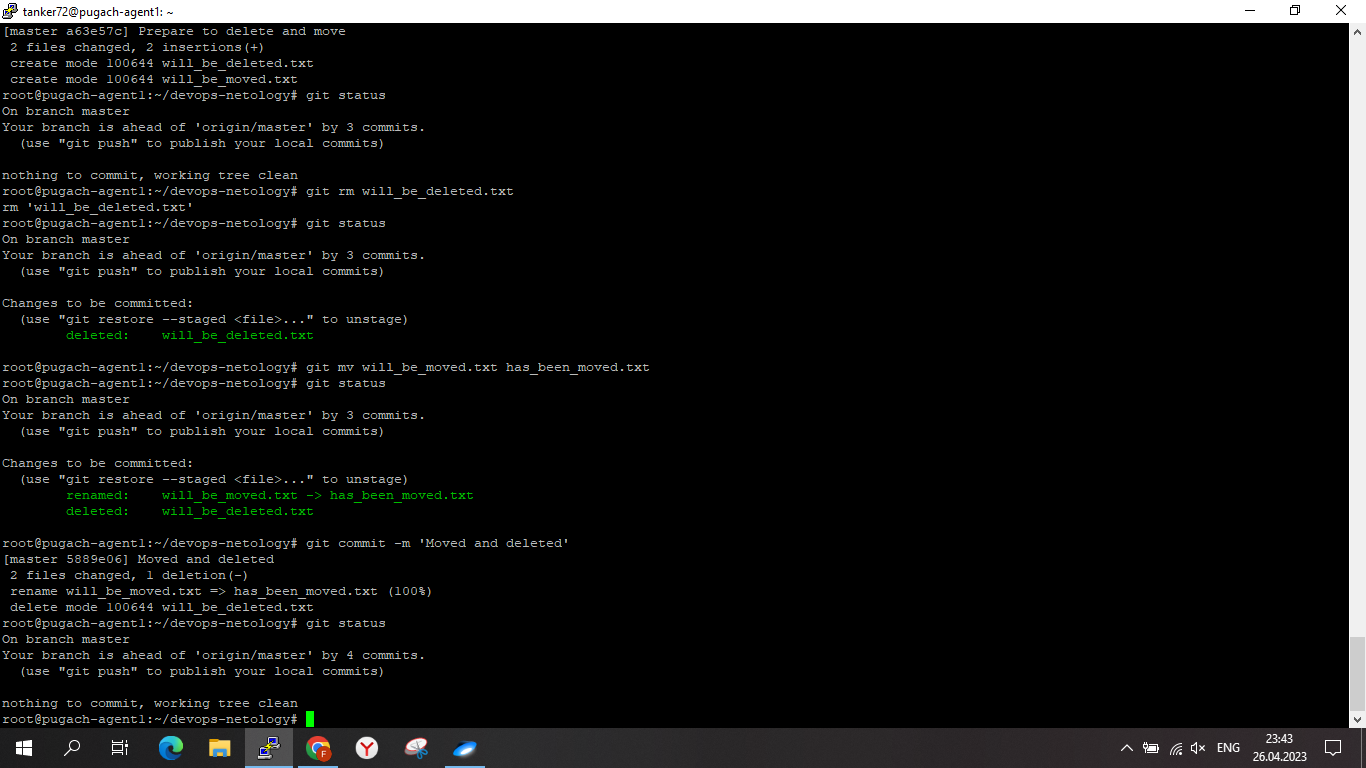 tanker72@pugach-agent1: ~
[master a63e57c] Prepare to delete and move
 2 files changed, 2 insertions(+)
 create mode 100644 will_be_deleted.txt
 create mode 100644 will_be_moved.txt
root@pugach-agent1:~/devops-netology# git status
On branch master
Your branch is ahead of 'origin/master' by 3 commits.
  (use "git push" to publish your local commits)

nothing to commit, working tree clean
root@pugach-agent1:~/devops-netology# git rm will_be_deleted.txt
rm 'will_be_deleted.txt'
root@pugach-agent1:~/devops-netology# git status
On branch master
Your branch is ahead of 'origin/master' by 3 commits.
  (use "git push" to publish your local commits)

Changes to be committed:
  (use "git restore --staged <file>..." to unstage)
        deleted:    will_be_deleted.txt

root@pugach-agent1:~/devops-netology# git mv will_be_moved.txt has_been_moved.txt
root@pugach-agent1:~/devops-netology# git status
On branch master
Your branch is ahead of 'origin/master' by 3 commits.
  (use "git push" to publish your local commits)

Changes to be committed:
  (use "git restore --staged <file>..." to unstage)
        renamed:    will_be_moved.txt -> has_been_moved.txt
        deleted:    will_be_deleted.txt

root@pugach-agent1:~/devops-netology# git commit -m 'Moved and deleted'
[master 5889e06] Moved and deleted
 2 files changed, 1 deletion(-)
 rename will_be_moved.txt => has_been_moved.txt (100%)
 delete mode 100644 will_be_deleted.txt
root@pugach-agent1:~/devops-netology# git status
On branch master
Your branch is ahead of 'origin/master' by 4 commits.
  (use "git push" to publish your local commits)

nothing to commit, working tree clean
root@pugach-agent1:~/devops-netology#
F
Y
ENG
23:43
26.04.2023